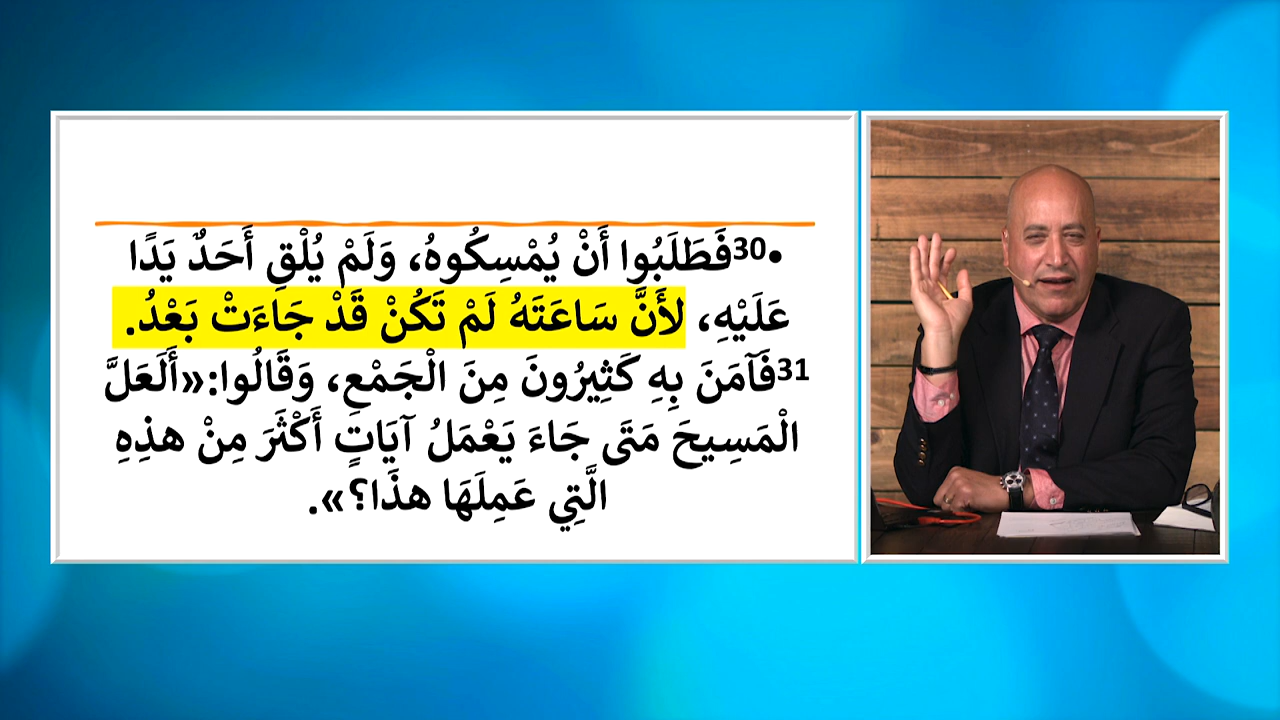 •30فَطَلَبُوا أَنْ يُمْسِكُوهُ، وَلَمْ يُلْقِ أَحَدٌ يَدًا
عَلَيْهِ، لأَنَّ سَاعَتَهُ لَمْ تَكُنْ قَدْ جَاءَتْ بَعْدُ.
31فَآمَنَ بِهِ كَثِيرُونَ مِنَ الْجَمْعِ، وَقَالُوا:«أَلَعَلَّ
الْمَسِيحَ مَتَى جَاءَ يَعْمَلُ آيَاتٍ أَكْثَرَ مِنْ هذِهِ
الَّتِي عَمِلَهَا هذَا؟».